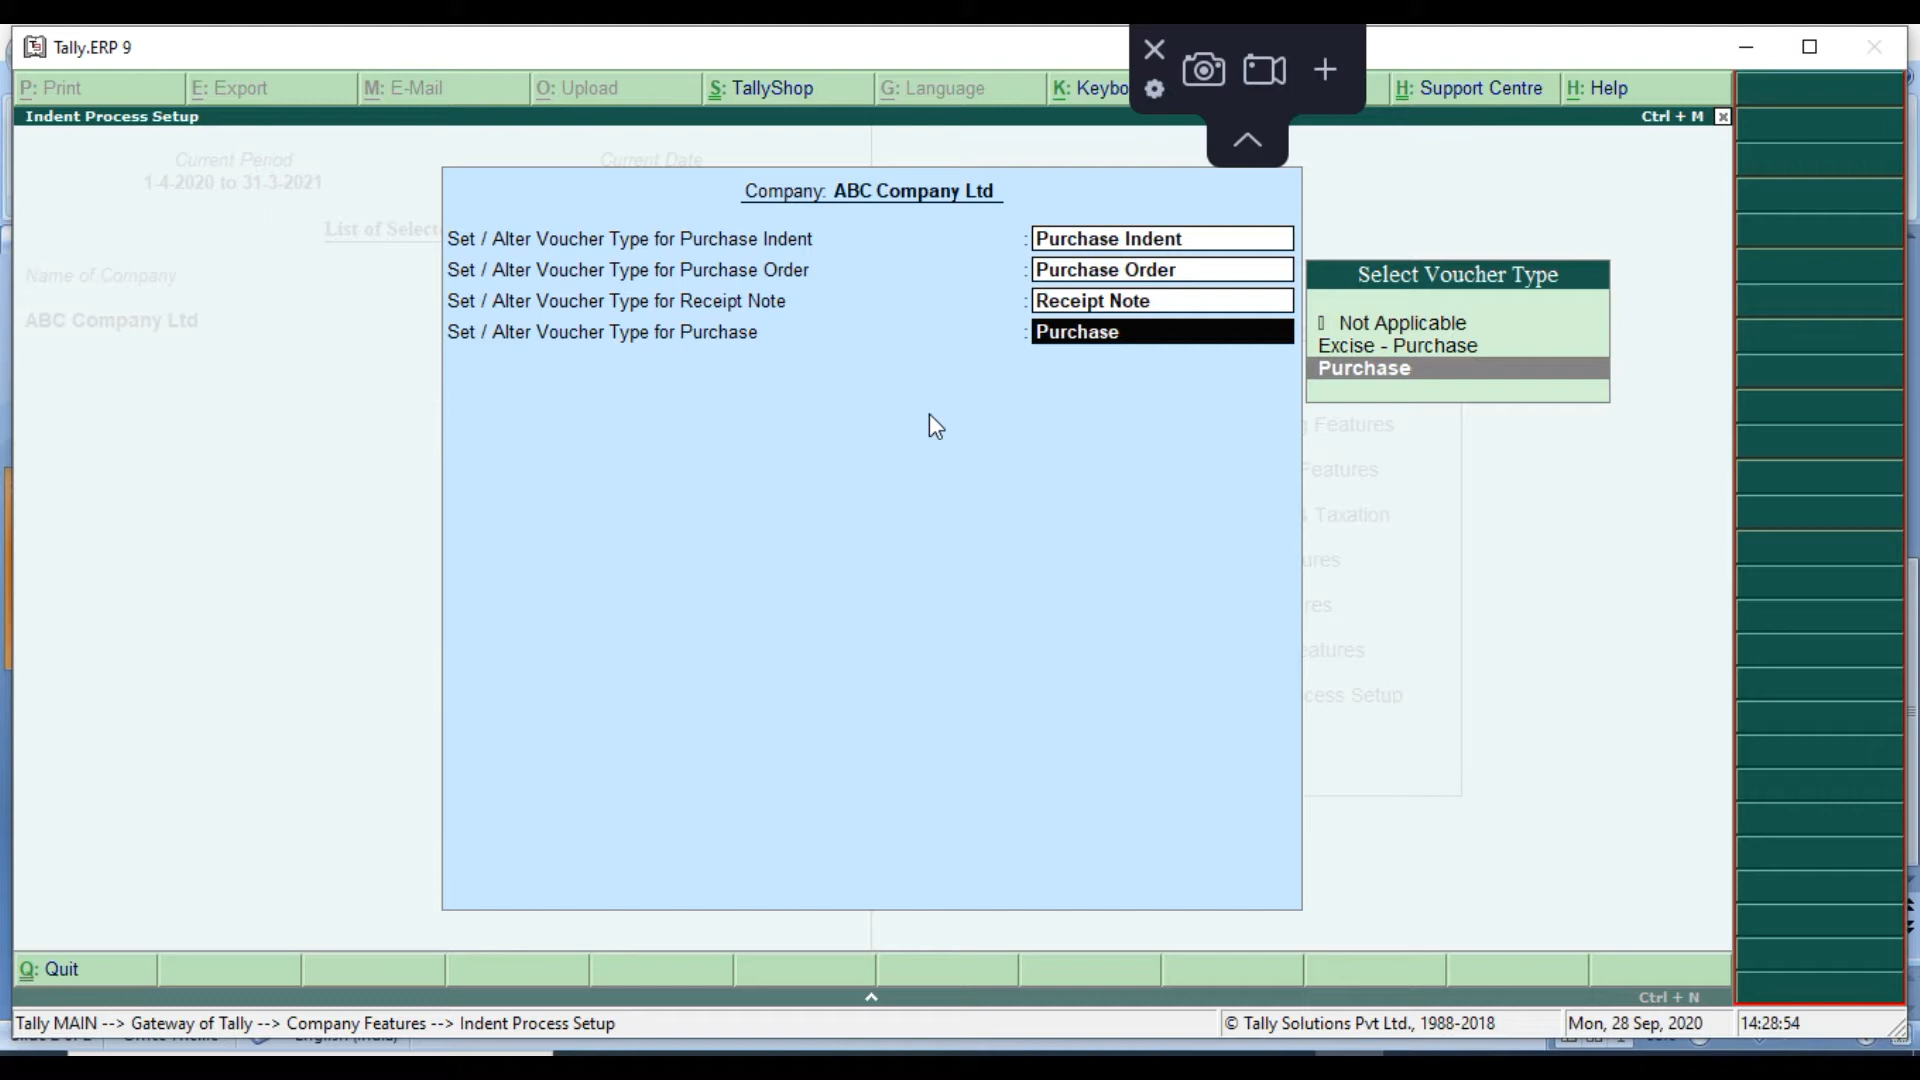 Tally.ERP 9
P: Print E: Export M: E-Mail O: Upload S: TallyShop G: Language K: Keybo H: Support Centre H: Help
Indent Process Setup Ctrl + M
Current Period Current Date
1-4-2020 to 31-3-2021
List of Select
Name of Company
ABC Company Ltd
Company: ABC Company Ltd
Set / Alter Voucher Type for Purchase Indent : Purchase Indent
Set / Alter Voucher Type for Purchase Order : Purchase Order
Set / Alter Voucher Type for Receipt Note : Receipt Note
Set / Alter Voucher Type for Purchase : Purchase
Select Voucher Type
Not Applicable
Excise - Purchase
Purchase
Features
Features
Taxation
ures
res
eatures
cess Setup
Q: Quit
Ctrl + N
Tally MAIN --> Gateway of Tally --> Company Features --> Indent Process Setup © Tally Solutions Pvt Ltd., 1988-2018 Mon, 28 Sep, 2020 14:28:54